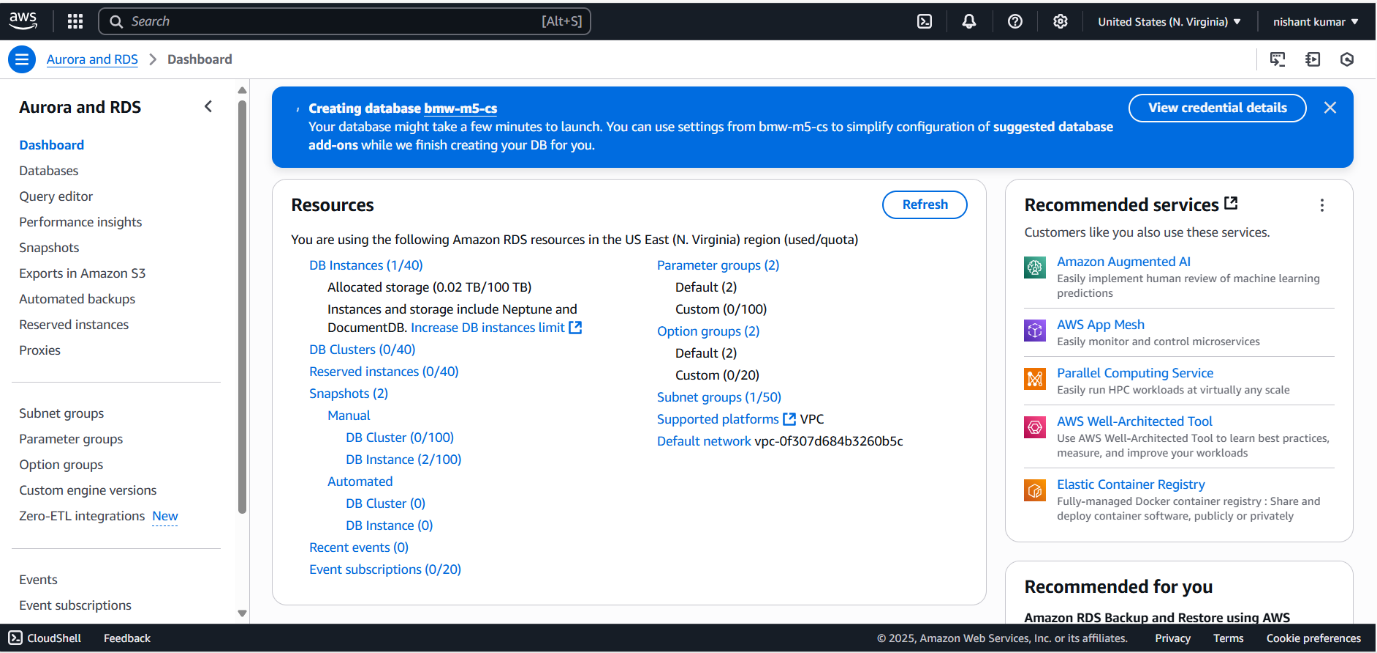 aws
Search [Alt+S]
United States (N. Virginia)
nishant kumar
Aurora and RDS
Dashboard
Aurora and RDS
Dashboard
Databases
Query editor
Performance insights
Snapshots
Exports in Amazon S3
Automated backups
Reserved instances
Proxies
Subnet groups
Parameter groups
Option groups
Custom engine versions
Zero-ETL integrations New
Events
Event subscriptions
Creating database bmw-m5-cs
Your database might take a few minutes to launch. You can use settings from bmw-m5-cs to simplify configuration of suggested database
add-ons while we finish creating your DB for you.
View credential details
Resources
Refresh
You are using the following Amazon RDS resources in the US East (N. Virginia) region (used/quota)
DB Instances (1/40)
Allocated storage (0.02 TB/100 TB)
Instances and storage include Neptune and
DocumentDB. Increase DB instances limit
DB Clusters (0/40)
Reserved instances (0/40)
Snapshots (2)
Manual
DB Cluster (0/100)
DB Instance (2/100)
Automated
DB Cluster (0)
DB Instance (0)
Recent events (0)
Event subscriptions (0/20)
Parameter groups (2)
Default (2)
Custom (0/100)
Option groups (2)
Default (2)
Custom (0/20)
Subnet groups (1/50)
Supported platforms VPC
Default network vpc-0f307d684b3260b5c
Recommended services
Customers like you also use these services.
Amazon Augmented AI
Easily implement human review of machine learning
predictions
AWS App Mesh
Easily monitor and control microservices
Parallel Computing Service
Easily run HPC workloads at virtually any scale
AWS Well-Architected Tool
Use AWS Well-Architected Tool to learn best practices,
measure, and improve your workloads
Elastic Container Registry
Fully-managed Docker container registry : Share and
deploy container software, publicly or privately
Recommended for you
Amazon RDS Backup and Restore using AWS
CloudShell
Feedback
© 2025, Amazon Web Services, Inc. or its affiliates.
Privacy
Terms
Cookie preferences